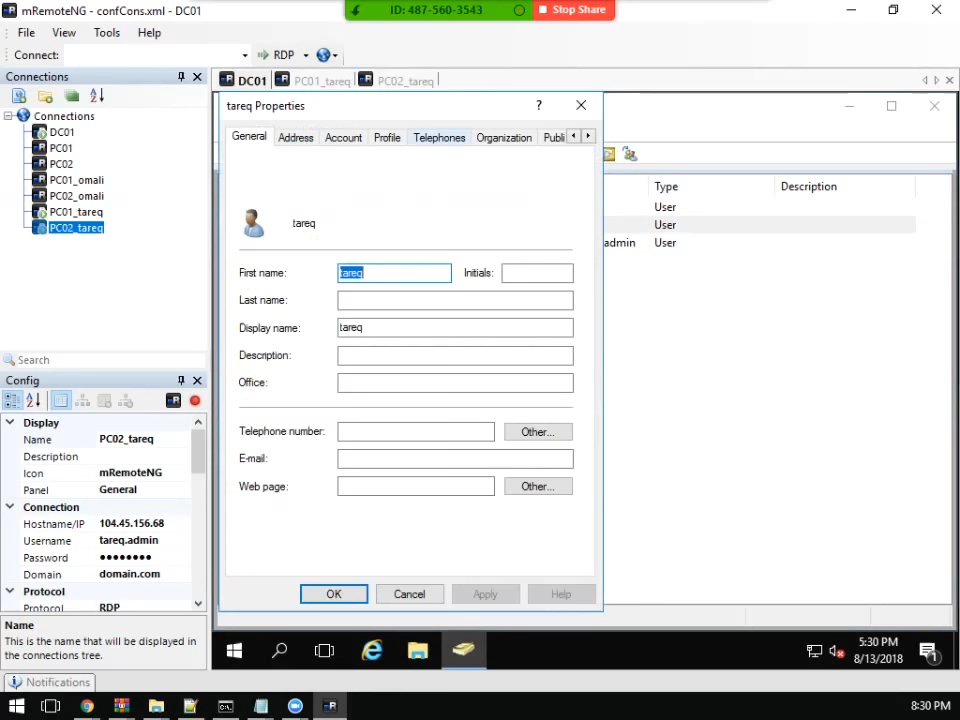 mRemoteNG - confCons.xml - DC01
ID: 487-560-3543
Stop Share
File View Tools Help
Connect: RDP
Connections
DC01 PC01_tareq PC02_tareq
Connections
DC01
PC01
PC02
PC01_omali
PC02_omali
PC01_tareq
PC02_tareq
Search
Config
Display
Name PC02_tareq
Description
Icon mRemoteNG
Panel General
Connection
Hostname/IP 104.45.156.68
Username tareq.admin
Password ●●●●●●●●
Domain domain.com
Protocol
Protocol RDP
Name
This is the name that will be displayed in
the connections tree.
Notifications
tareq Properties ?
General Address Account Profile Telephones Organization Publi
tareq
First name: tareq Initials:
Last name:
Display name: tareq
Description:
Office:
Telephone number: Other...
E-mail:
Web page: Other...
OK Cancel Apply Help
Type Description
User
User
admin User
5:30 PM
8/13/2018
1
8:30 PM